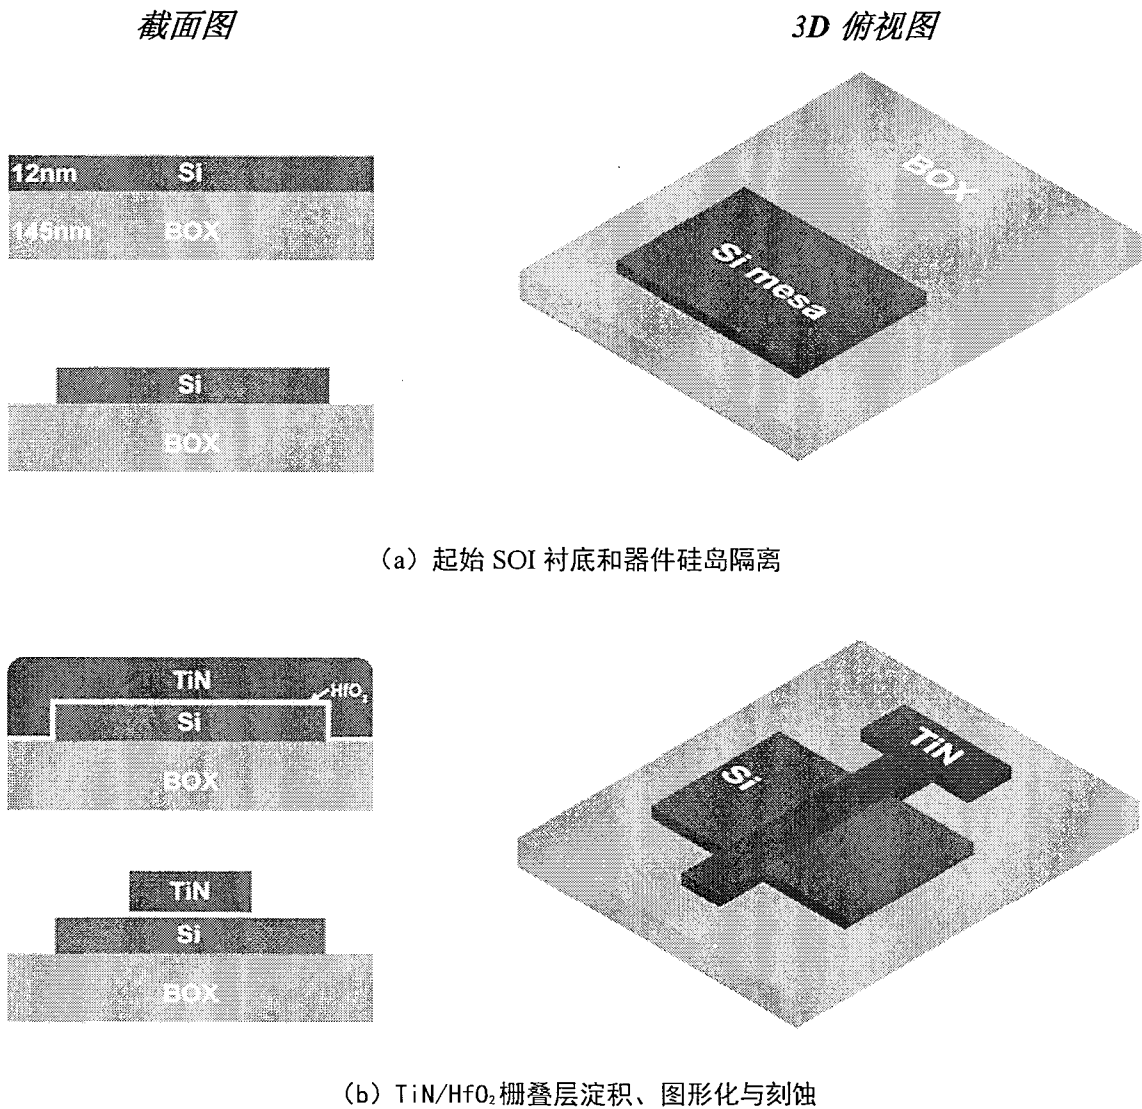 截面图
3D 俯视图
12nm Si
145nm BOX
BOX
Si mesa
Si
BOX
(a) 起始 SOI 衬底和器件硅岛隔离
TiN
HfO₂
Si
BOX
TiN
Si
TiN
Si
BOX
(b) TiN/HfO₂栅叠层淀积、图形化与刻蚀